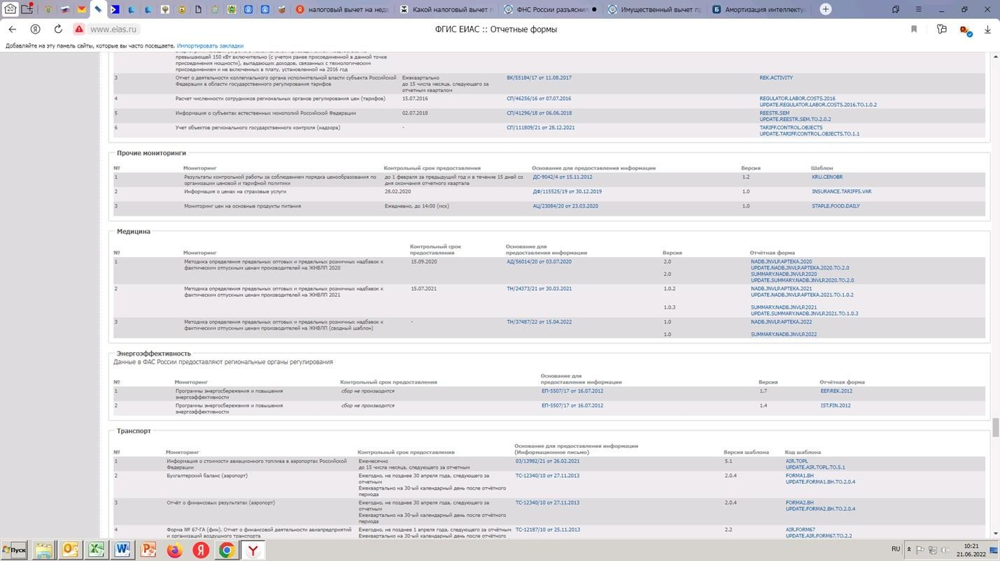 20
налоговый вычет на нед
Какой налоговый вычет п
ФНС России разъяснил
Имущественный вычет пр
Амортизация интеллекту
www.eias.ru
ФГИС ЕИАС :: Отчетные формы
Добавляйте на эту панель сайты, которые вы часто посещаете. Импортировать закладки
превышающей 150 кВт включительно (с учетом ранее присоединенной в данной точке
присоединения мощности), выпадающих доходов, связанных с технологическим
присоединением и не включенных в плату, установленной на 2016 год
3 Отчет о деятельности коллегиального органа исполнительной власти субъекта Российской Ежеквартально ВК/55184/17 от 11.08.2017 REK.ACTIVITY
Федерации в области государственного регулирования тарифов до 15 числа месяца, следующего за
отчетным кварталом
4 Расчет численности сотрудников региональных органов регулирования цен (тарифов) 15.07.2016 СП/46256/16 от 07.07.2016 REGULATOR.LABOR.COSTS.2016
UPDATE.REGULATOR.LABOR.COSTS.2016.TO.1.0.2
5 Информация о субъектах естественных монополий Российской Федерации 02.07.2018 СП/41296/18 от 06.06.2018 REESTR.SEM
UPDATE.REESTR.SEM.TO.2.0.2
6 Учет объектов регионального государственного контроля (надзора) - СП/111809/21 от 28.12.2021 TARIFF.CONTROL.OBJECTS
UPDATE.TARIFF.CONTROL.OBJECTS.TO.1.1
Прочие мониторинги
№ Мониторинг Контрольный срок предоставления Основание для предоставления информации Версия Шаблон
1 Результаты контрольной работы за соблюдением порядка ценообразования по до 1 февраля за предыдущий год и в течение 15 дней со ДС-9042/4 от 15.11.2012 1.2 KRU.CENOBR
организации ценовой и тарифной политики дня окончания отчетного квартала
2 Информация о ценах на страховые услуги 28.02.2020 ДФ/115525/19 от 30.12.2019 1.0 INSURANCE.TARIFFS.VAR
3 Мониторинг цен на основные продукты питания Ежедневно, до 14:00 (мск) АЦ/23084/20 от 23.03.2020 1.0 STAPLE.FOOD.DAILY
Медицина
Контрольный срок Основание для
№ Мониторинг предоставления предоставления информации Версия Отчётная форма
1 Методика определения предельных оптовых и предельных розничных надбавок к 15.09.2020 АД/56014/20 от 03.07.2020 2.0 NADB.JNVLP.APTEKA.2020
фактическим отпускным ценам производителей на ЖНВЛП 2020 UPDATE.NADB.JNVLP.APTEKA.2020.TO.2.0
2.0 SUMMARY.NADB.JNVLP.2020
UPDATE.SUMMARY.NADB.JNVLP.2020.TO.2.0
2 Методика определения предельных оптовых и предельных розничных надбавок к 15.07.2021 ТН/24373/21 от 30.03.2021 1.0.2 NADB.JNVLP.APTEKA.2021
фактическим отпускным ценам производителей на ЖНВЛП 2021 UPDATE.NADB.JNVLP.APTEKA.2021.TO.1.0.2
1.0.3 SUMMARY.NADB.JNVLP.2021
UPDATE.SUMMARY.NADB.JNVLP.2021.TO.1.0.3
3 Методика определения предельных оптовых и предельных розничных надбавок к - ТН/37487/22 от 15.04.2022 1.0 NADB.JNVLP.APTEKA.2022
фактическим отпускным ценам производителей на ЖНВЛП (сводный шаблон)
1.0 SUMMARY.NADB.JNVLP.2022
Энергоэффективность
Данные в ФАС России предоставляют региональные органы регулирования
Основание для
№ Мониторинг Контрольный срок предоставления предоставления информации Версия Отчётная форма
1 Программы энергосбережения и повышения сбор не производится ЕП-5507/17 от 16.07.2012 1.7 EEF.REK.2012
энергоэффективности
2 Программы энергосбережения и повышения сбор не производится ЕП-5507/17 от 16.07.2012 1.4 IST.FIN.2012
энергоэффективности
Транспорт
Основание для предоставления информации
№ Мониторинг Контрольный срок предоставления (Информационное письмо) Версия шаблона Код шаблона
1 Информация о стоимости авиационного топлива в аэропортах Российской Ежемесячно 03/13982/21 от 26.02.2021 5.1 AIR.TOPL
Федерации до 15 числа месяца, следующего за отчетным UPDATE.AIR.TOPL.TO.5.1
2 Бухгалтерский баланс (аэропорт) Ежегодно, не позднее 30 апреля года, следующего за ТС-12340/10 от 27.11.2013 2.0.4 FORMA1.BH
отчетным UPDATE.FORMA1.BH.TO.2.0.4
Ежеквартально на 30-ый календарный день после отчётного
периода
3 Отчёт о финансовых результатах (аэропорт) Ежегодно, не позднее 30 апреля года, следующего за ТС-12340/10 от 27.11.2013 2.0.4 FORMA2.BH
отчетным UPDATE.FORMA2.BH.TO.2.0.4
Ежеквартально на 30-ый календарный день после отчётного
периода
4 Форма № 67-ГА (фин). Отчет о финансовой деятельности авиапредприятий Ежегодно, не позднее 1 апреля года, следующего за отчётным ТС-12187/10 от 25.11.2013 2.2 AIR.FORM67
и организаций воздушного транспорта Ежеквартально на 30-ый календарный день после отчётного UPDATE.AIR.FORM67.TO.2.2
Пуск
RU
10:21
21.06.2022